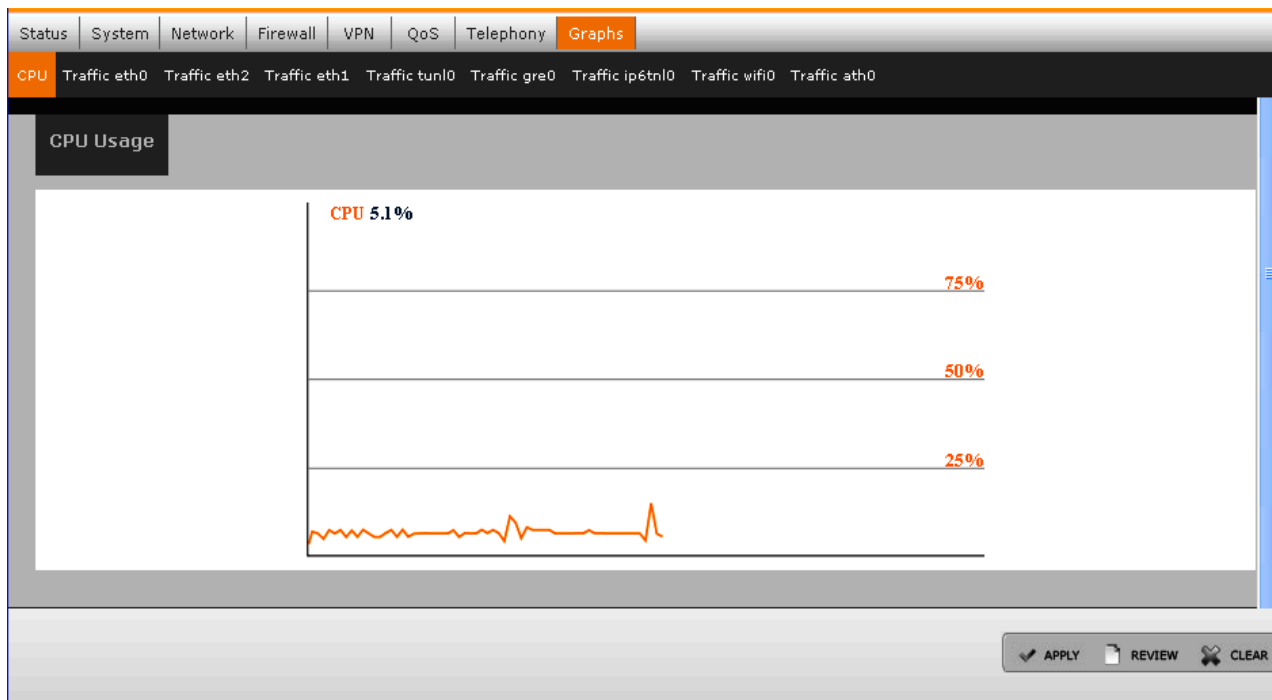 Status System Network Firewall VPN QoS Telephony Graphs
CPU Traffic eth0 Traffic eth2 Traffic eth1 Traffic tunl0 Traffic gre0 Traffic ip6tnl0 Traffic wifi0 Traffic ath0
CPU Usage
CPU 5.1%
75%
50%
25%
APPLY REVIEW CLEAR